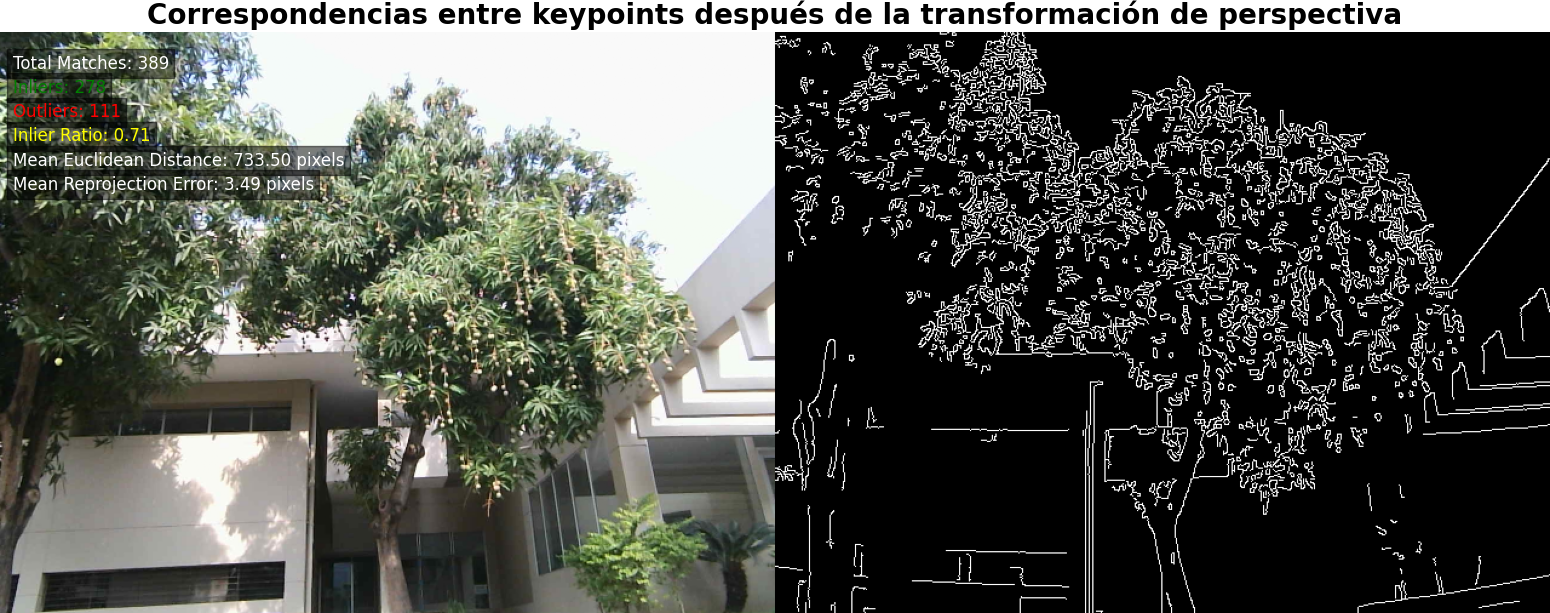 Correspondencias entre keypoints después de la transformación de perspectiva
Total Matches: 389
Inliers: 278
Outliers: 111
Inlier Ratio: 0.71
Mean Euclidean Distance: 733.50 pixels
Mean Reprojection Error: 3.49 pixels